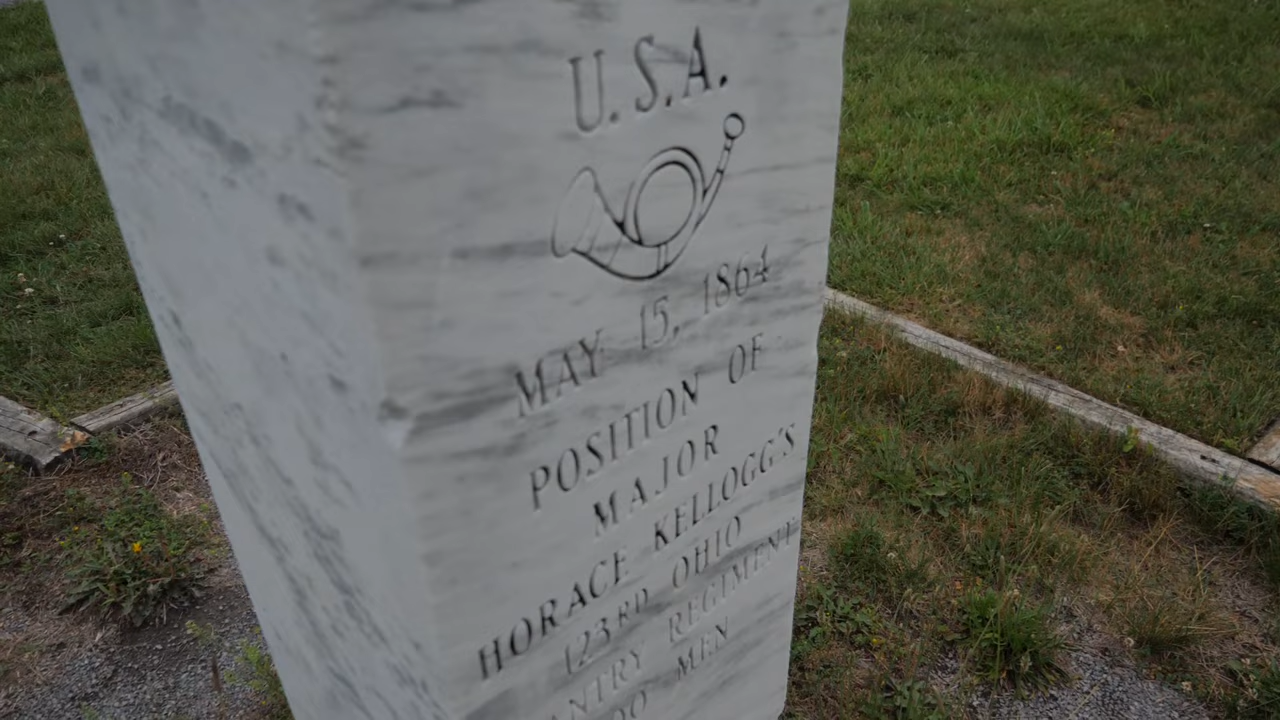 U.S.A.
MAY 15, 1864
POSITION OF
MAJOR
HORACE KELLOGG'S
123RD OHIO
REGIMENT
MEN